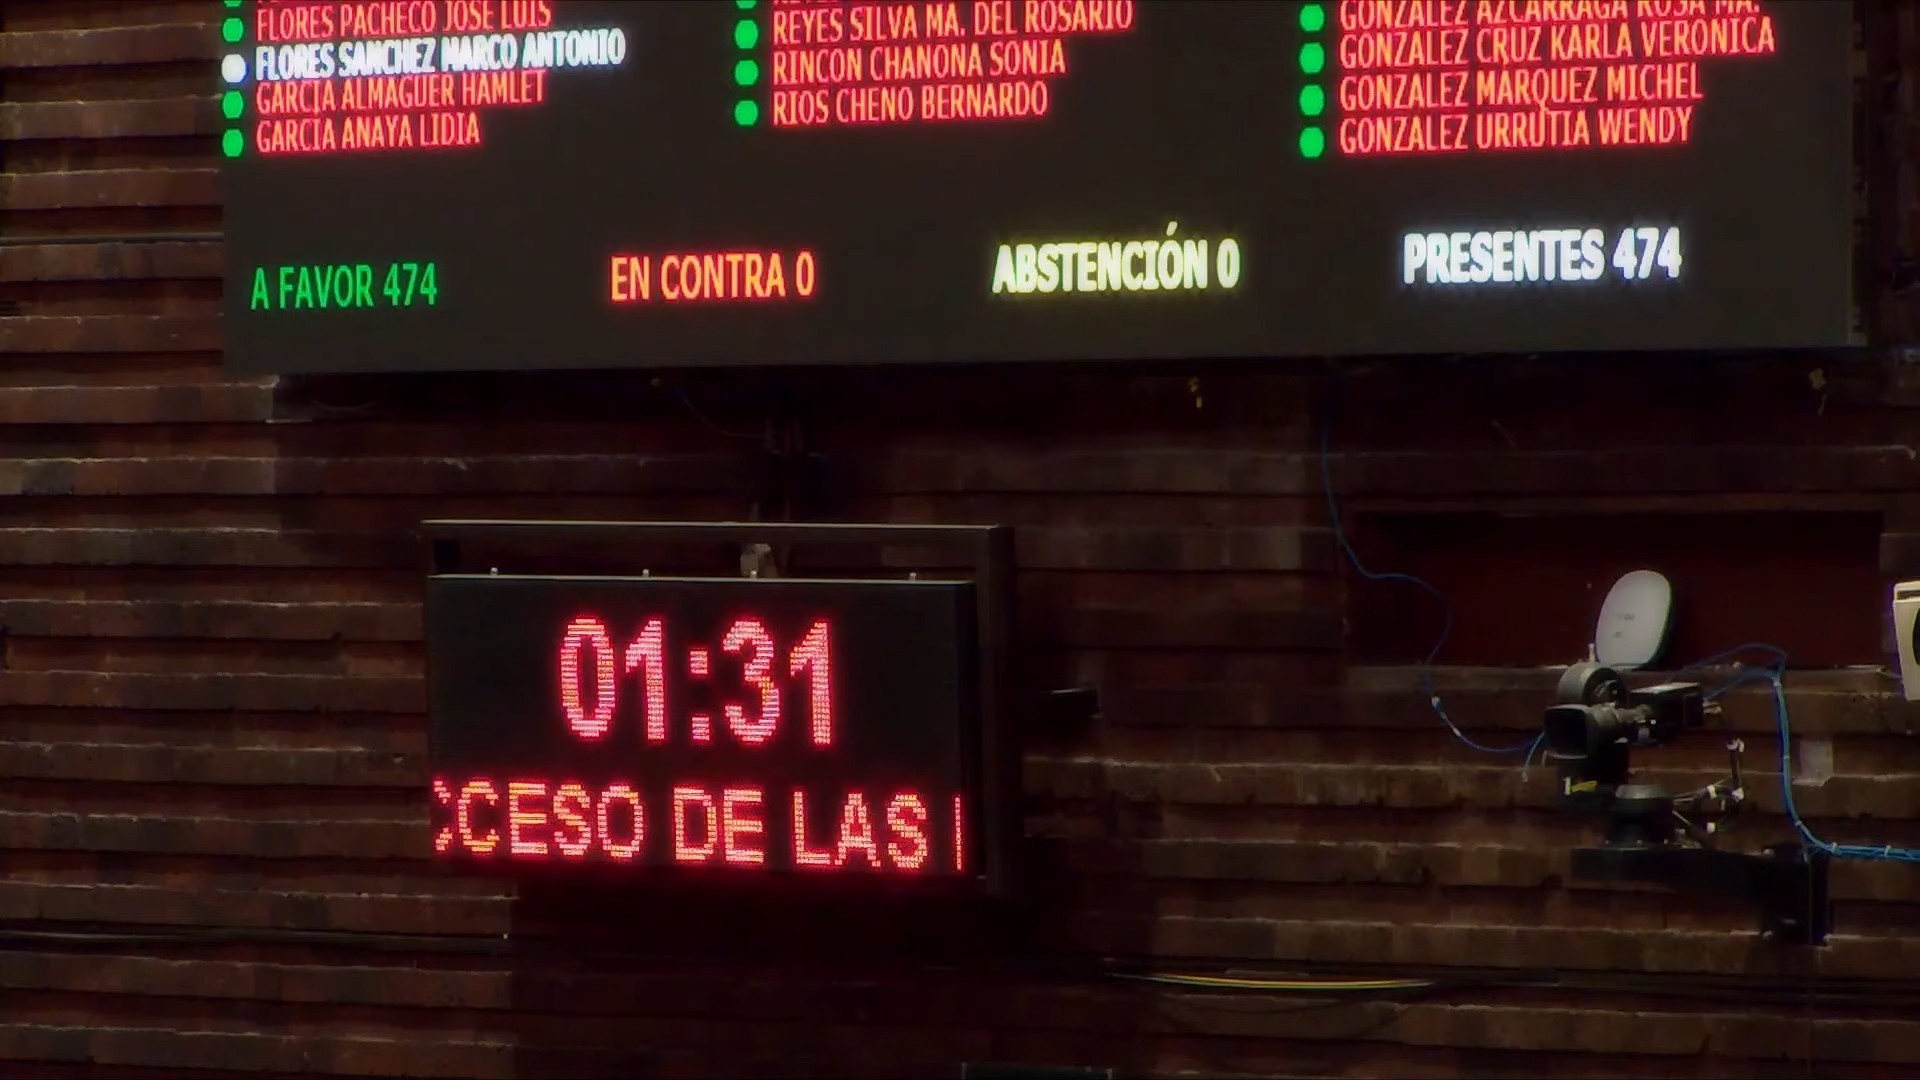 FLORES PACHECO JOSE LUIS
FLORES SANCHEZ MARCO ANTONIO
GARCIA ALMAGUER HAMLET
GARCIA ANAYA LIDIA
REYES SILVA MA. DEL ROSARIO
RINCON CHANONA SONIA
RIOS CHENO BERNARDO
GONZALEZ AZCARRAGA ROSA MA.
GONZALEZ CRUZ KARLA VERONICA
GONZALEZ MÁRQUEZ MICHEL
GONZALEZ URRUTIA WENDY
A FAVOR 474
EN CONTRA 0
ABSTENCIÓN 0
PRESENTES 474
01:31
CCESO DE LAS